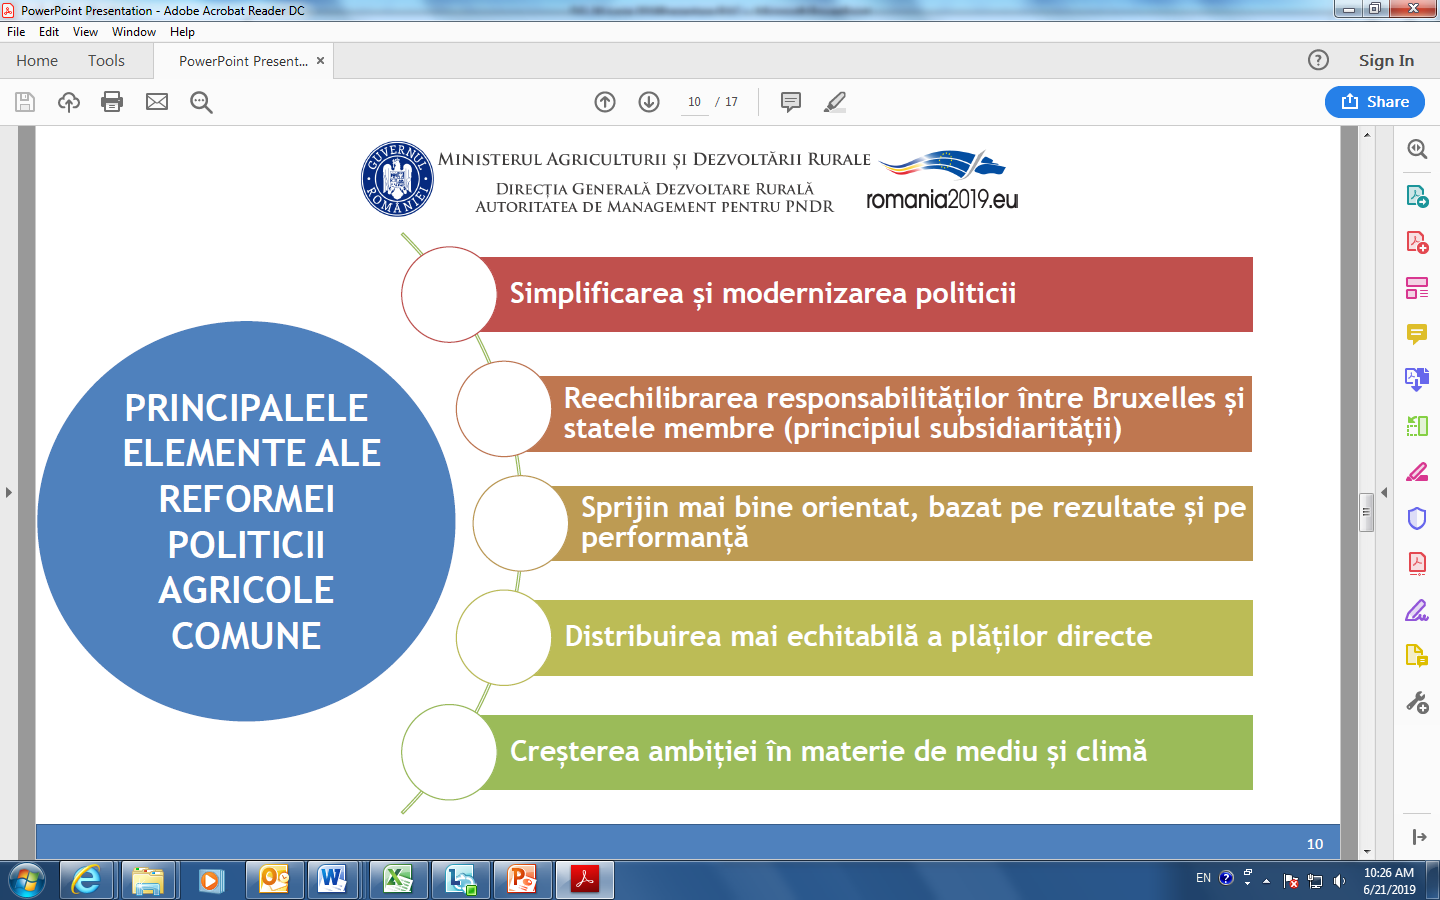 PowerPoint Presentation - Adobe Acrobat Reader DC
File Edit View Window Help
Home Tools PowerPoint Present... × Sign In
10 / 17 Share
GUVERNUL ROMÂNIEI
Ministerul Agriculturii și Dezvoltării Rurale
Direcția Generală Dezvoltare Rurală
Autoritatea de Management pentru PNDR
romania2019.eu
PRINCIPALELE
ELEMENTE ALE
REFORMEI
POLITICII
AGRICOLE
COMUNE
Simplificarea și modernizarea politicii
Reechilibrarea responsabilităților între Bruxelles și
statele membre (principiul subsidiarității)
Sprijin mai bine orientat, bazat pe rezultate și pe
performanță
Distribuirea mai echitabilă a plăților directe
Creșterea ambiției în materie de mediu și climă
10
EN
10:26 AM
6/21/2019